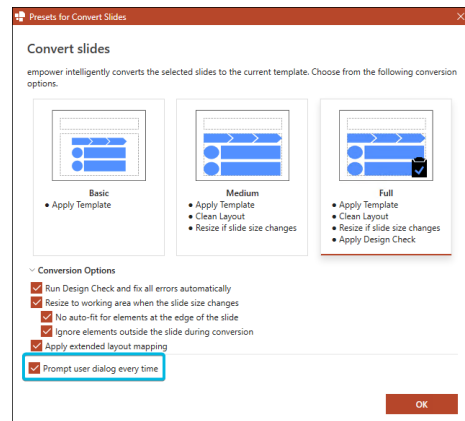 Presets for Convert Slides
Convert slides
empower intelligently converts the selected slides to the current template. Choose from the following conversion
options.
Basic
• Apply Template
Medium
• Apply Template
• Clean Layout
• Resize if slide size changes
Full
• Apply Template
• Clean Layout
• Resize if slide size changes
• Apply Design Check
Conversion Options
Run Design Check and fix all errors automatically
Resize to working area when the slide size changes
No auto-fit for elements at the edge of the slide
Ignore elements outside the slide during conversion
Apply extended layout mapping
Prompt user dialog every time
OK